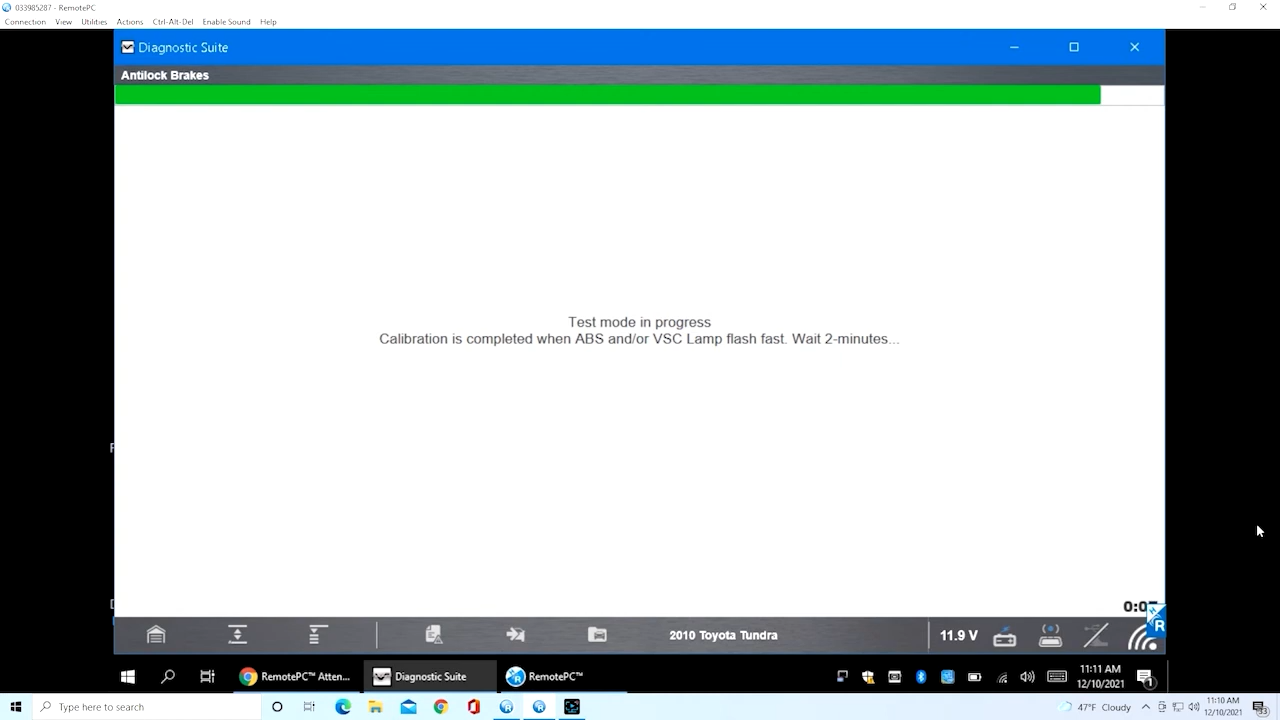 033985287 - RemotePC
Connection View Utilities Actions Ctrl-Alt-Del Enable Sound Help
Diagnostic Suite
Antilock Brakes
Test mode in progress
Calibration is completed when ABS and/or VSC Lamp flash fast. Wait 2-minutes...
2010 Toyota Tundra
11.9 V
R
RemotePC™ Atten...
Diagnostic Suite
RemotePC™
11:11 AM
12/10/2021
1
Type here to search
47°F Cloudy
11:10 AM
12/10/2021